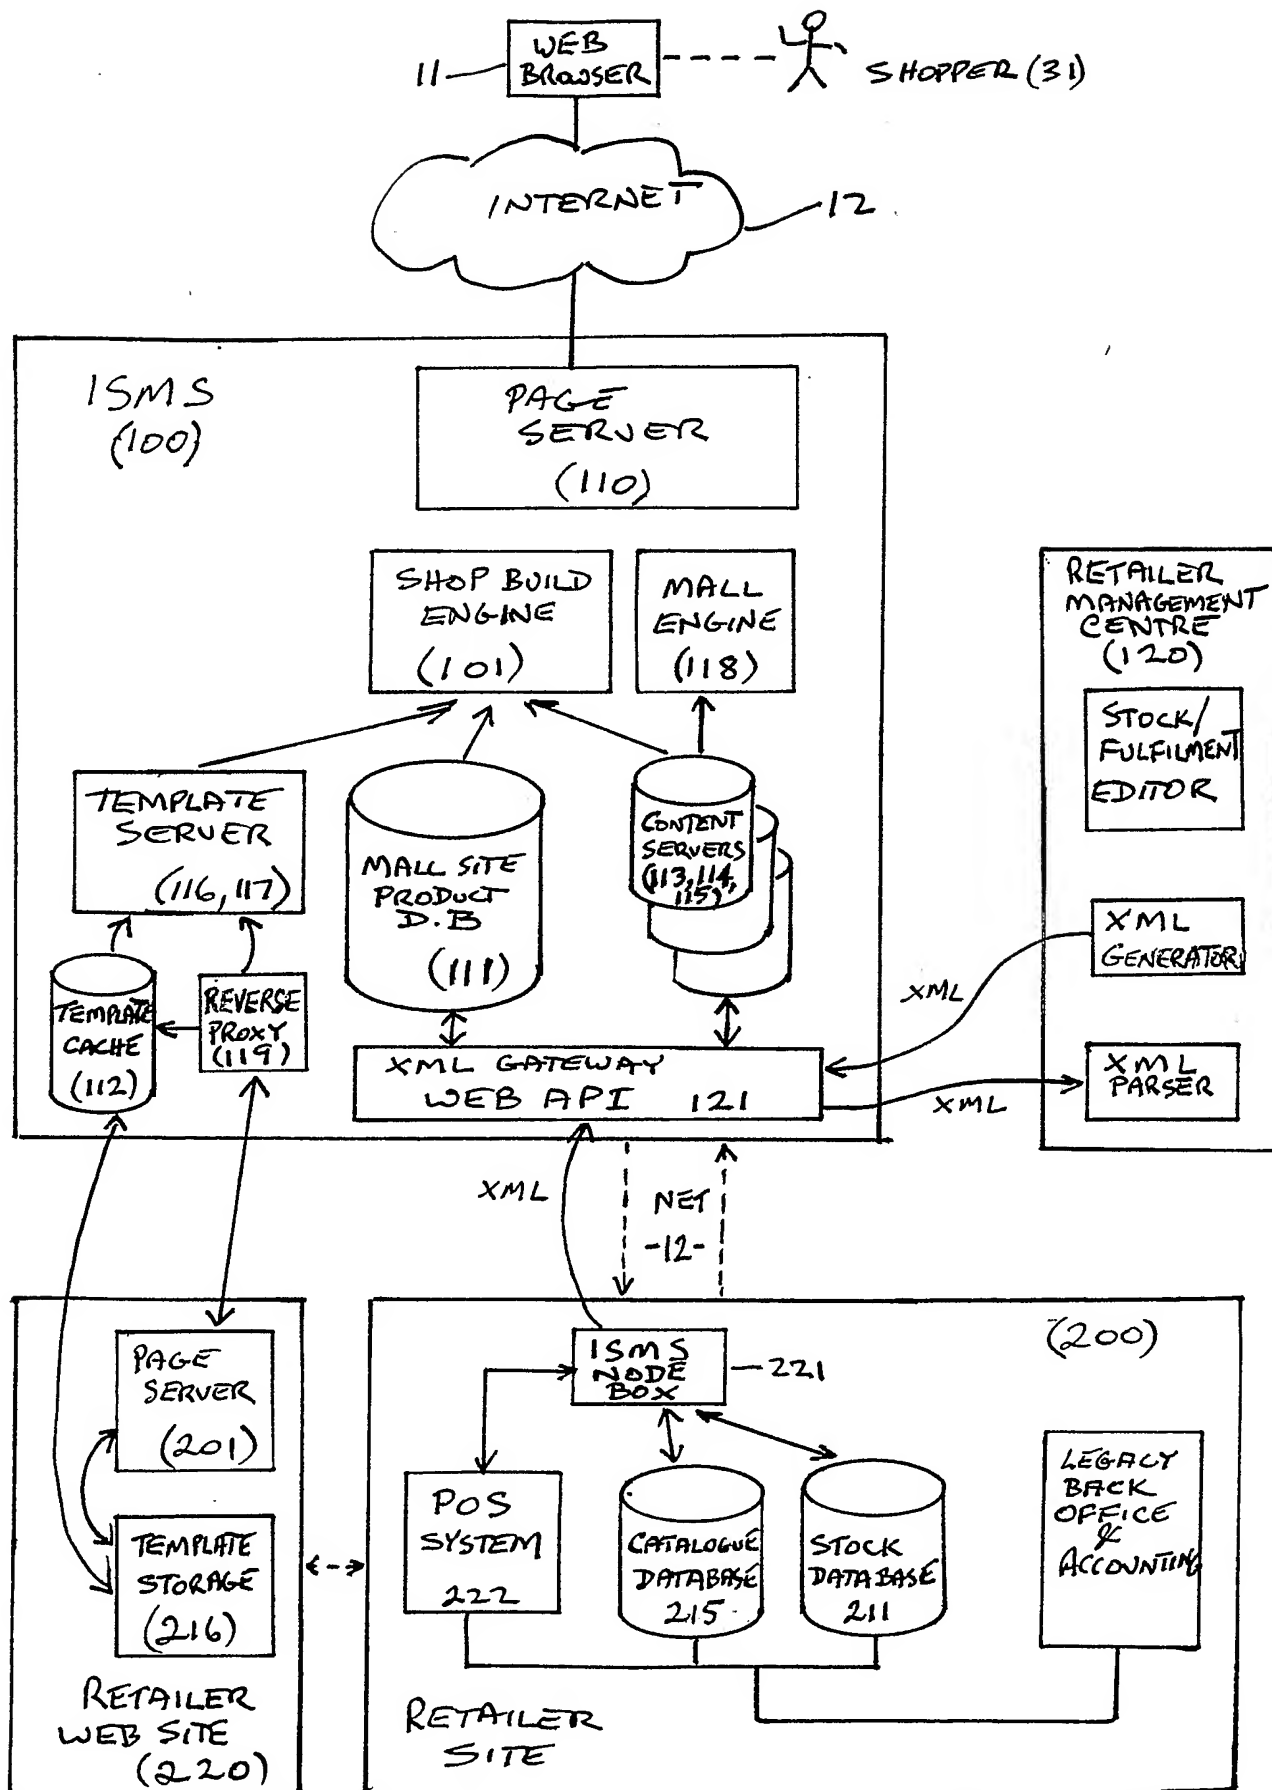 WEB
BROWSER
11
SHOPPER (31)
INTERNET
12
ISMS
(100)
PAGE
SERVER
(110)
SHOP BUILD
ENGINE
(101)
MALL
ENGINE
(118)
RETAILER
MANAGEMENT
CENTRE
(120)
STOCK/
FULFILMENT
EDITOR
TEMPLATE
SERVER
(116, 117)
MALL SITE
PRODUCT
D.B
(111)
CONTENT
SERVERS
(113, 114,
115)
XML
GENERATOR
TEMPLATE
CACHE
(112)
REVERSE
PROXY
(119)
XML
XML GATEWAY
WEB API 121
XML
PARSER
XML
XML
NET
-12-
PAGE
SERVER
(201)
TEMPLATE
STORAGE
(216)
RETAILER
WEB SITE
(220)
ISMS
NODE
BOX
221
(200)
POS
SYSTEM
222
CATALOGUE
DATABASE
215
STOCK
DATABASE
211
LEGACY
BACK
OFFICE
&
ACCOUNTING
RETAILER
SITE